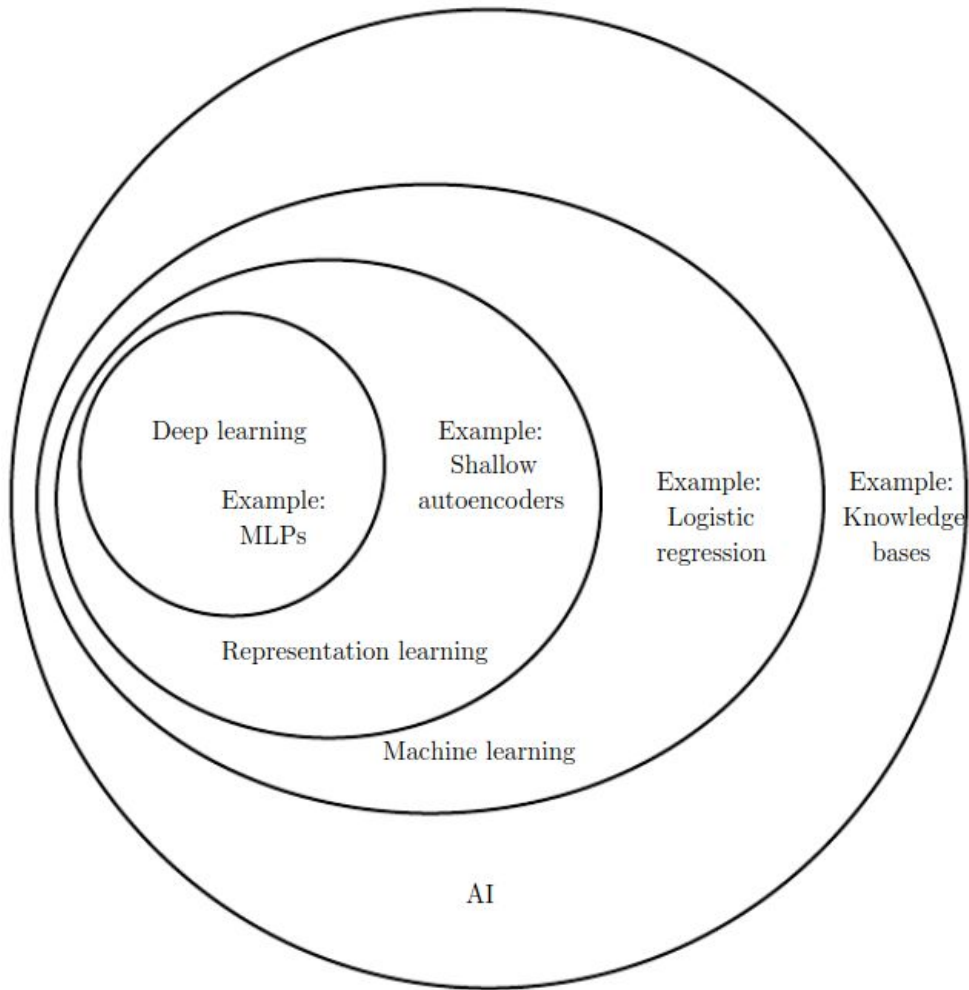 Deep learning
Example:
MLPs
Example:
Shallow
autoencoders
Example:
Logistic
regression
Example:
Knowledge
bases
Representation learning
Machine learning
AI